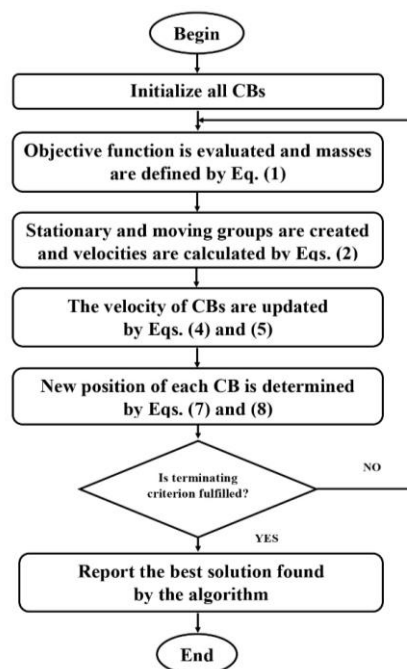 Begin
Initialize all CBs
Objective function is evaluated and masses
are defined by Eq. (1)
Stationary and moving groups are created
and velocities are calculated by Eqs. (2)
The velocity of CBs are updated
by Eqs. (4) and (5)
New position of each CB is determined
by Eqs. (7) and (8)
Is terminating
criterion fulfilled?
NO
YES
Report the best solution found
by the algorithm
End